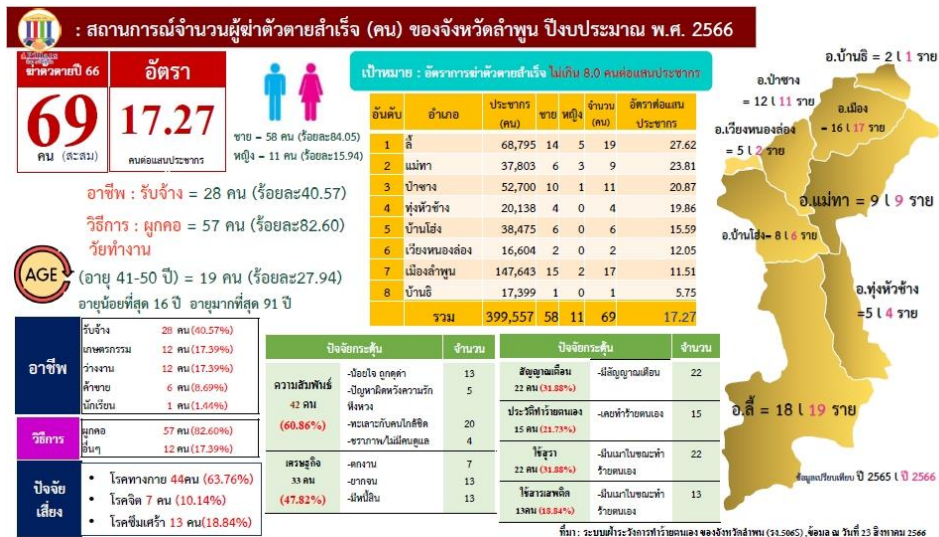 : สถานการณ์จำนวนผู้ฆ่าตัวตายสำเร็จ (คน) ของจังหวัดลำพูน ปีงบประมาณ พ.ศ. 2566
ฆ่าตัวตายปี 66
69
คน (สะสม)
อัตรา
17.27
คนต่อแสนประชากร
ชาย = 58 คน (ร้อยละ84.05)
หญิง = 11 คน (ร้อยละ15.94)
อาชีพ : รับจ้าง = 28 คน (ร้อยละ40.57)
วิธีการ : ผูกคอ = 57 คน (ร้อยละ82.60)
วัยทำงาน
AGE
(อายุ 41-50 ปี) = 19 คน (ร้อยละ27.94)
อายุน้อยที่สุด 16 ปี อายุมากที่สุด 91 ปี
เป้าหมาย : อัตราการฆ่าตัวตายสำเร็จ ไม่เกิน 8.0 คนต่อแสนประชากร
อันดับ อำเภอ ประชากร (คน) ชาย หญิง จำนวน (คน) อัตราต่อแสนประชากร
1 ลี้ 68,795 14 5 19 27.62
2 แม่ทา 37,803 6 3 9 23.81
3 ป่าซาง 52,700 10 1 11 20.87
4 ทุ่งหัวช้าง 20,138 4 0 4 19.86
5 บ้านโฮ่ง 38,475 6 0 6 15.59
6 เวียงหนองล่อง 16,604 2 0 2 12.05
7 เมืองลำพูน 147,643 15 2 17 11.51
8 บ้านธิ 17,399 1 0 1 5.75
รวม 399,557 58 11 69 17.27
อ.บ้านธิ = 2 l 1 ราย
อ.ป่าซาง
= 12 l 11 ราย
อ.เมือง
= 16 l 17 ราย
อ.เวียงหนองล่อง
= 5 l 2 ราย
อ.แม่ทา = 9 l 9 ราย
อ.บ้านโฮ่ง= 8 l 6 ราย
อ.ทุ่งหัวช้าง
=5 l 4 ราย
อ.ลี้ = 18 l 19 ราย
ข้อมูลเปรียบเทียบ ปี 2565 l ปี 2566
อาชีพ
รับจ้าง 28 คน(40.57%)
เกษตรกรรม 12 คน(17.39%)
ว่างงาน 12 คน(17.39%)
ค้าขาย 6 คน(8.69%)
นักเรียน 1 คน(1.44%)
วิธีการ
ผูกคอ 57 คน(82.60%)
อื่นๆ 12 คน(17.39%)
ปัจจัยเสี่ยง
• โรคทางกาย 44คน (63.76%)
• โรคจิต 7 คน (10.14%)
• โรคซึมเศร้า 13 คน(18.84%)
ปัจจัยกระตุ้น จำนวน
ความสัมพันธ์
42 คน
(60.86%)
-น้อยใจ ถูกดุด่า 13
-ปัญหาผิดหวังความรัก หึงหวง 5
-ทะเลาะกับคนใกล้ชิด 20
-ชราภาพ/ไม่มีคนดูแล 4
เศรษฐกิจ
33 คน
(47.82%)
-ตกงาน 7
-ยากจน 13
-มีหนี้สิน 13
ปัจจัยกระตุ้น จำนวน
สัญญาณเตือน
22 คน (31.88%)
-มีสัญญาณเตือน 22
ประวัติทำร้ายตนเอง
15 คน (21.73%)
-เคยทำร้ายตนเอง 15
ใช้สุรา
22 คน (31.88%)
-มึนเมาในขณะทำร้ายตนเอง 22
ใช้สารเสพติด
13คน (18.84%)
-มึนเมาในขณะทำร้ายตนเอง 13
ที่มา : ระบบเฝ้าระวังการทำร้ายตนเอง ของจังหวัดลำพูน (รง.506S) ,ข้อมูล ณ วันที่ 23 สิงหาคม 2566